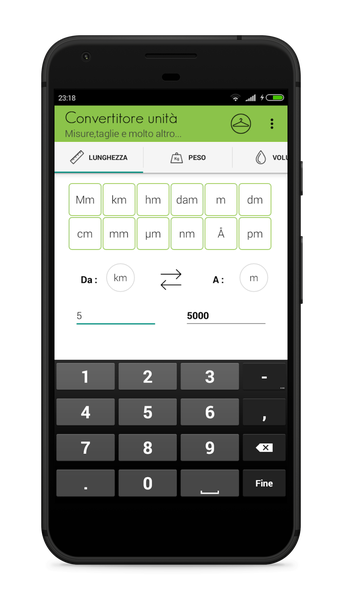 23:18
Convertitore unità
Misure,taglie e molto altro...
LUNGHEZZA Kg PESO VOLU
Mm km hm dam m dm
cm mm µm nm Å pm
Da : km A : m
5 5000
1 2 3 -
4 5 6 ,
7 8 9
. 0 Fine